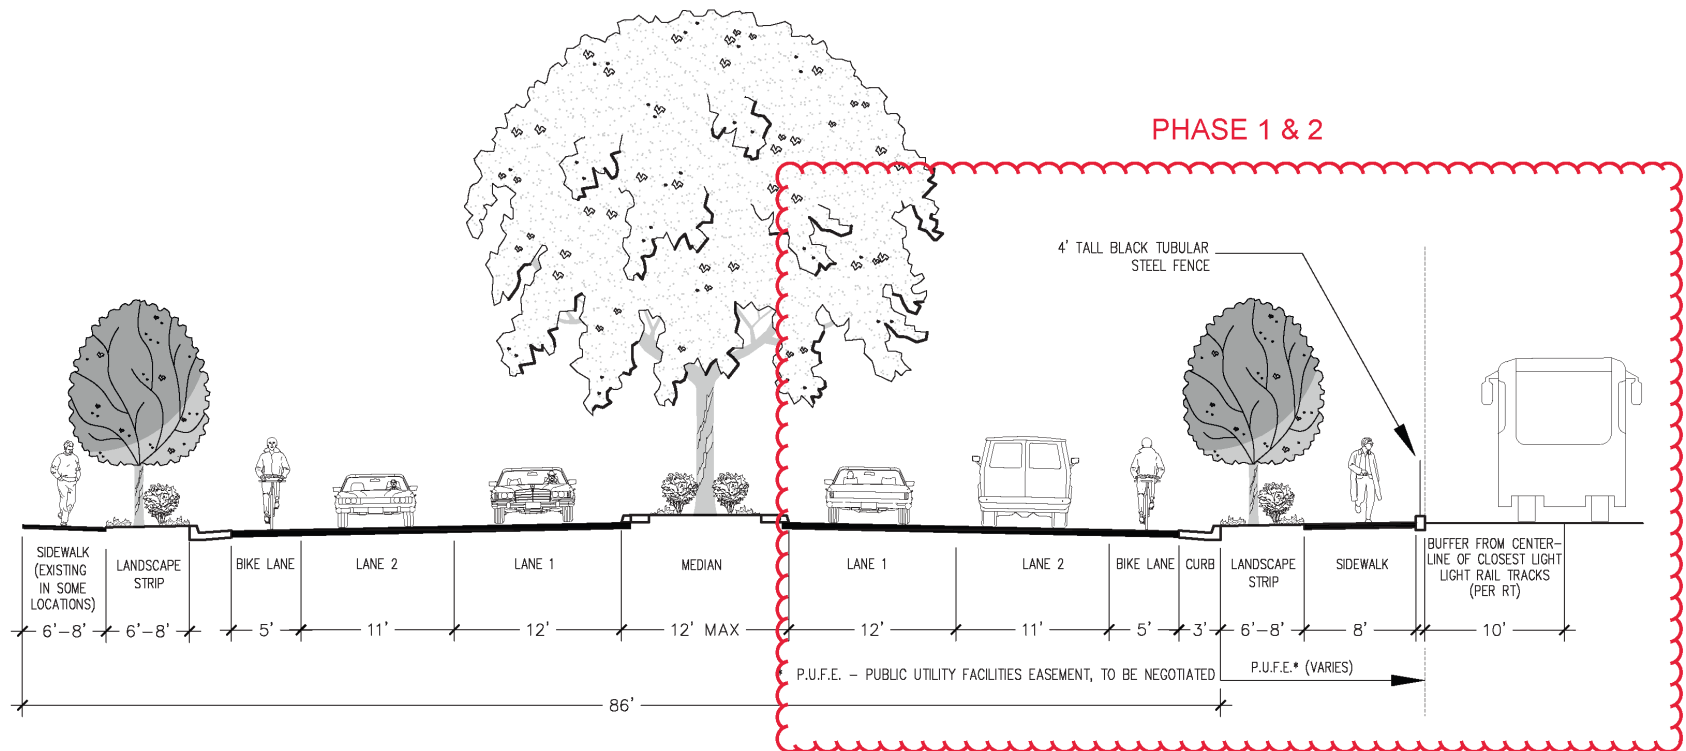 PHASE 1 & 2
4' TALL BLACK TUBULAR
STEEL FENCE
SIDEWALK
(EXISTING
IN SOME
LOCATIONS)
LANDSCAPE
STRIP
BIKE LANE
LANE 2
LANE 1
MEDIAN
LANE 1
LANE 2
BIKE LANE
CURB
LANDSCAPE
STRIP
SIDEWALK
BUFFER FROM CENTER-
LINE OF CLOSEST LIGHT
LIGHT RAIL TRACKS
(PER RT)
6'-8'
6'-8'
5'
11'
12'
12' MAX
12'
11'
5'
3'
6'-8'
8'
10'
* P.U.F.E. - PUBLIC UTILITY FACILITIES EASEMENT, TO BE NEGOTIATED
P.U.F.E.* (VARIES)
86'